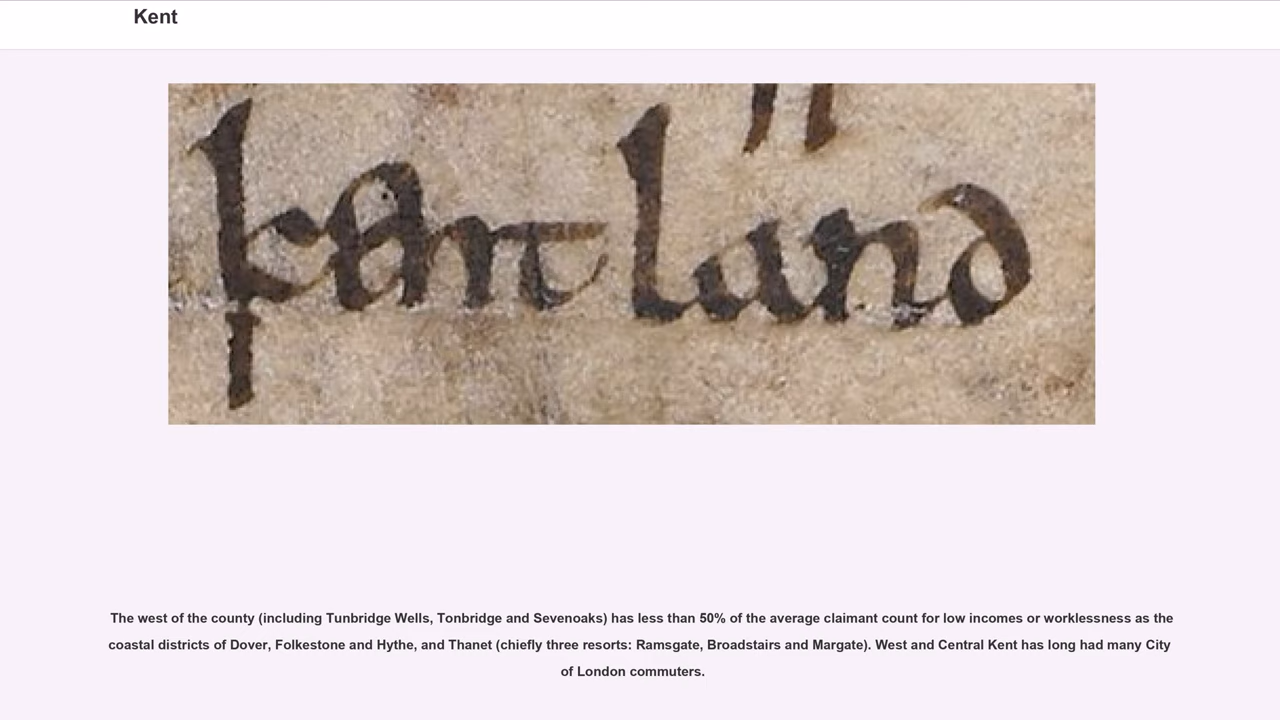 Kent
kent land
The west of the county (including Tunbridge Wells, Tonbridge and Sevenoaks) has less than 50% of the average claimant count for low incomes or worklessness as the
coastal districts of Dover, Folkestone and Hythe, and Thanet (chiefly three resorts: Ramsgate, Broadstairs and Margate). West and Central Kent has long had many City
of London commuters.